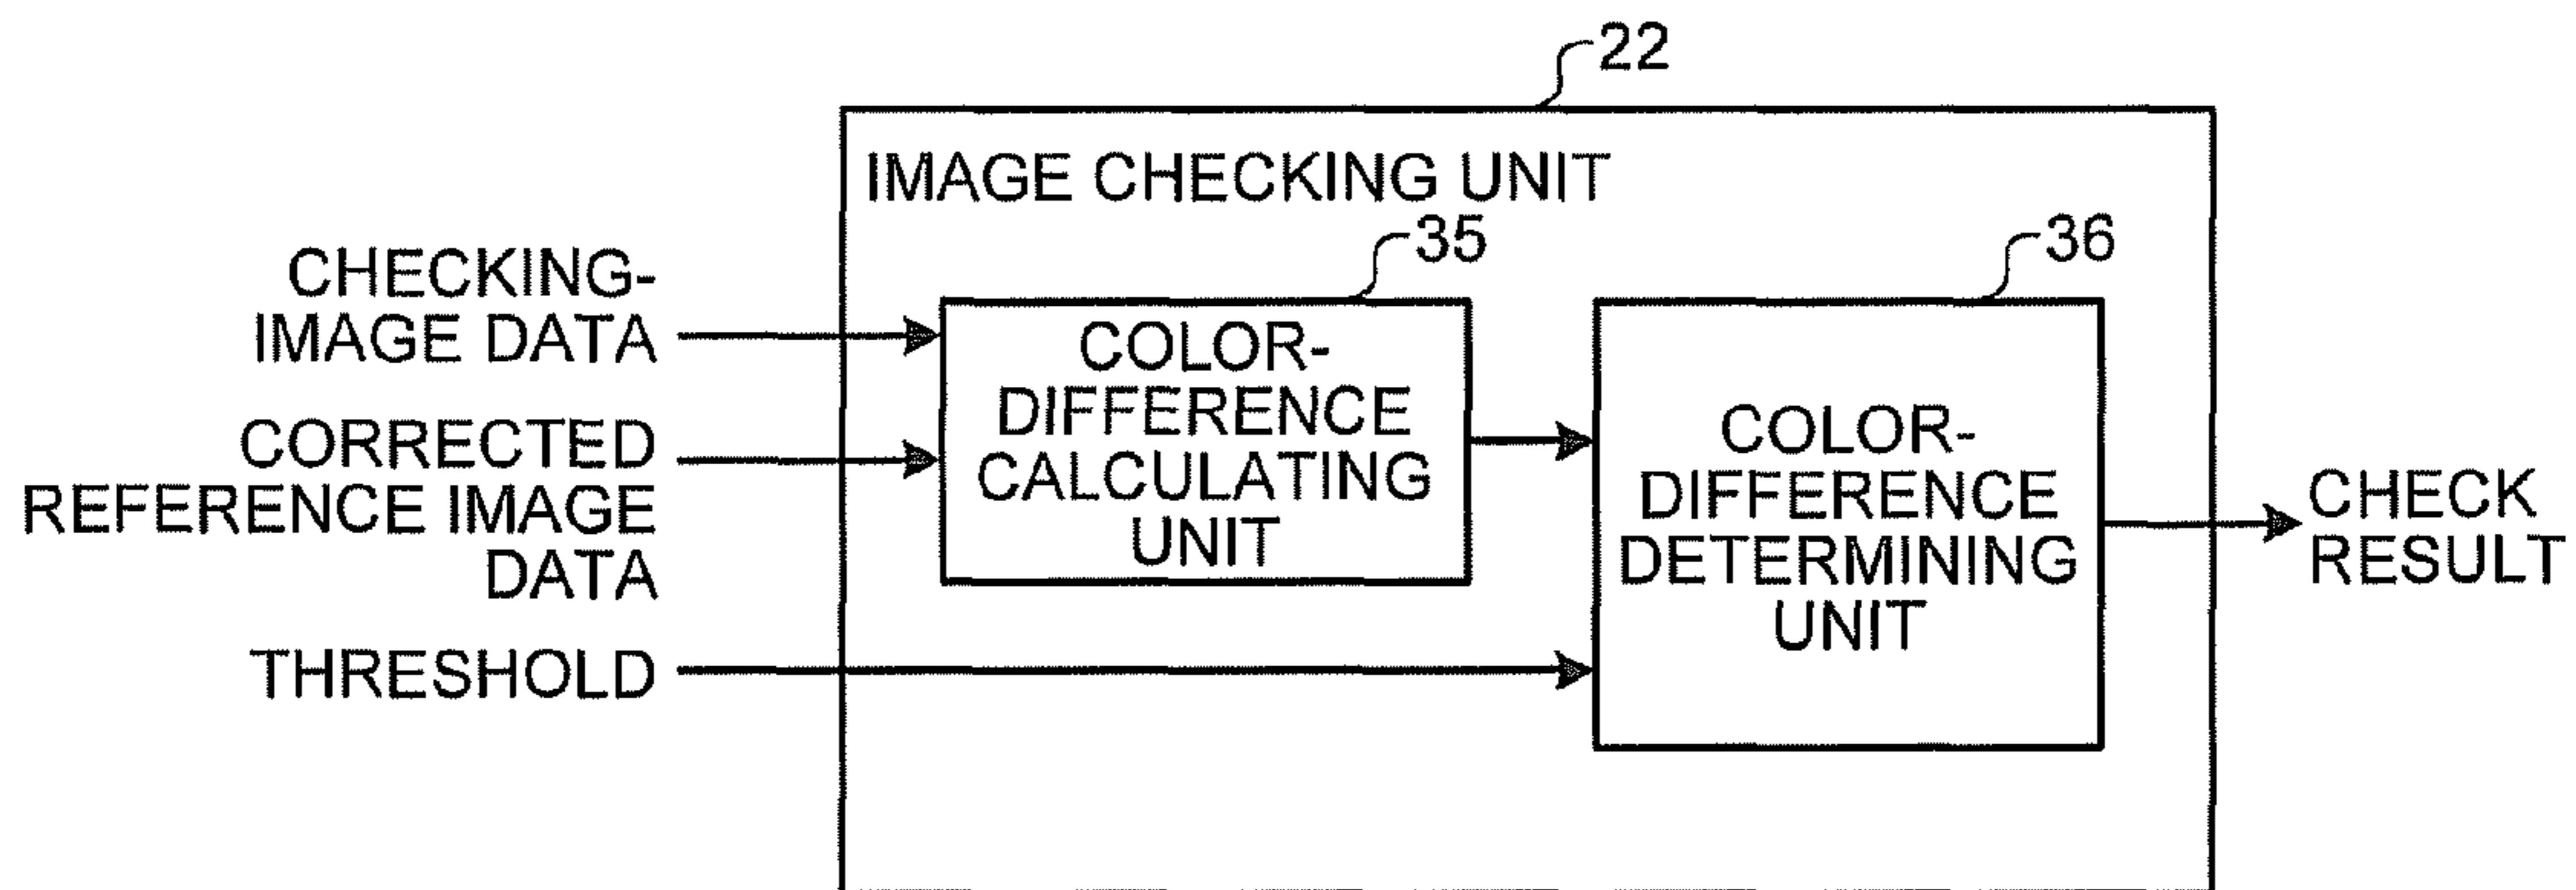 22
IMAGE CHECKING UNIT
35
36
CHECKING-
IMAGE DATA
CORRECTED
REFERENCE IMAGE
DATA
THRESHOLD
COLOR-
DIFFERENCE
CALCULATING
UNIT
COLOR-
DIFFERENCE
DETERMINING
UNIT
CHECK
RESULT